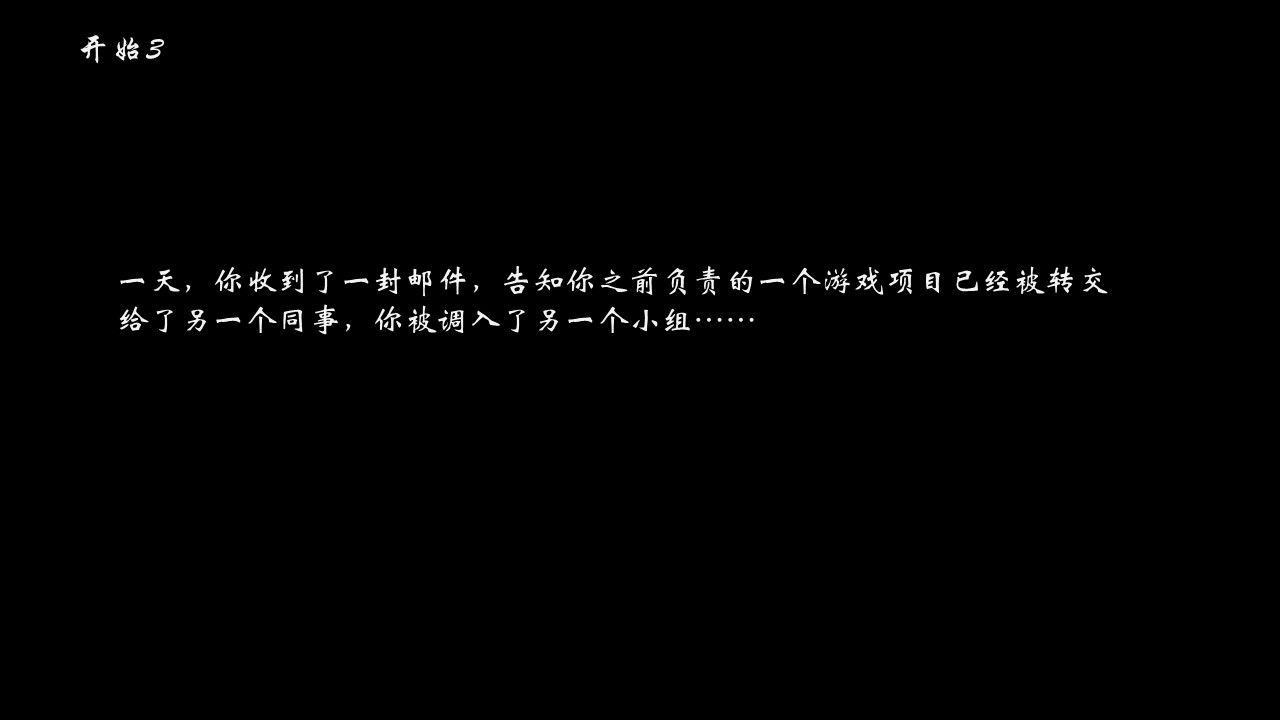 开始3
一天，你收到了一封邮件，告知你之前负责的一个游戏项目已经被转交
给了另一个同事，你被调入了另一个小组……